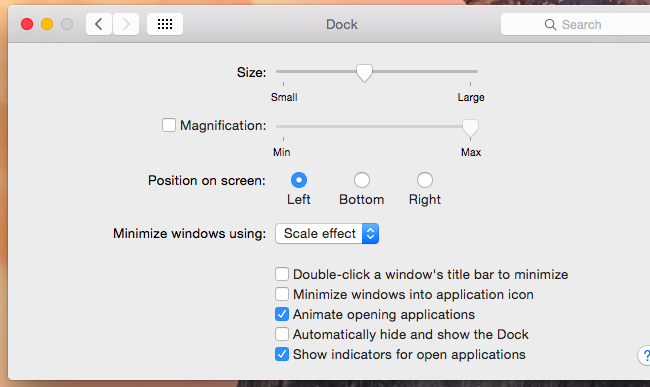 Dock
Search
Size:
Small Large
Magnification:
Min Max
Position on screen:
Left Bottom Right
Minimize windows using: Scale effect
Double-click a window's title bar to minimize
Minimize windows into application icon
Animate opening applications
Automatically hide and show the Dock
Show indicators for open applications
?